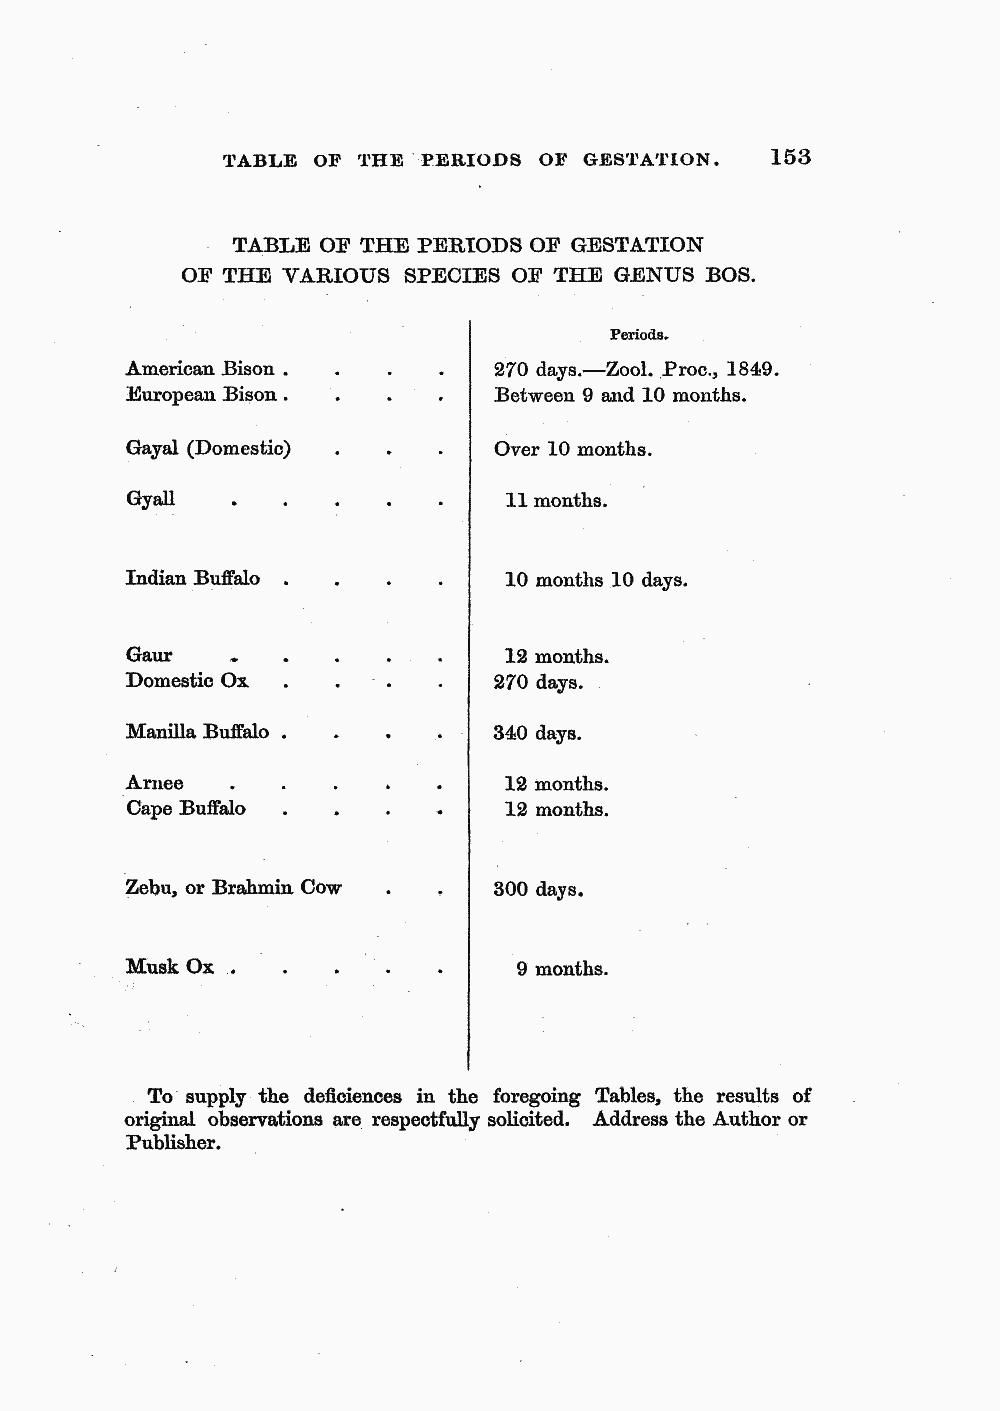 TABLE OF THE PERIODS OF GESTATION. 153
TABLE OF THE PERIODS OF GESTATION
OF THE VARIOUS SPECIES OF THE GENUS BOS.
Periods.
American Bison . . . . 270 days.—Zool. Proc., 1849.
European Bison . . . . Between 9 and 10 months.
Gayal (Domestic) . . . Over 10 months.
Gyall . . . . . 11 months.
Indian Buffalo . . . . 10 months 10 days.
Gaur . . . . . 12 months.
Domestic Ox . . . . 270 days.
Manilla Buffalo . . . . 340 days.
Arnee . . . . . 12 months.
Cape Buffalo . . . . 12 months.
Zebu, or Brahmin Cow . . 300 days.
Musk Ox . . . . . 9 months.
To supply the deficiences in the foregoing Tables, the results of
original observations are respectfully solicited. Address the Author or
Publisher.